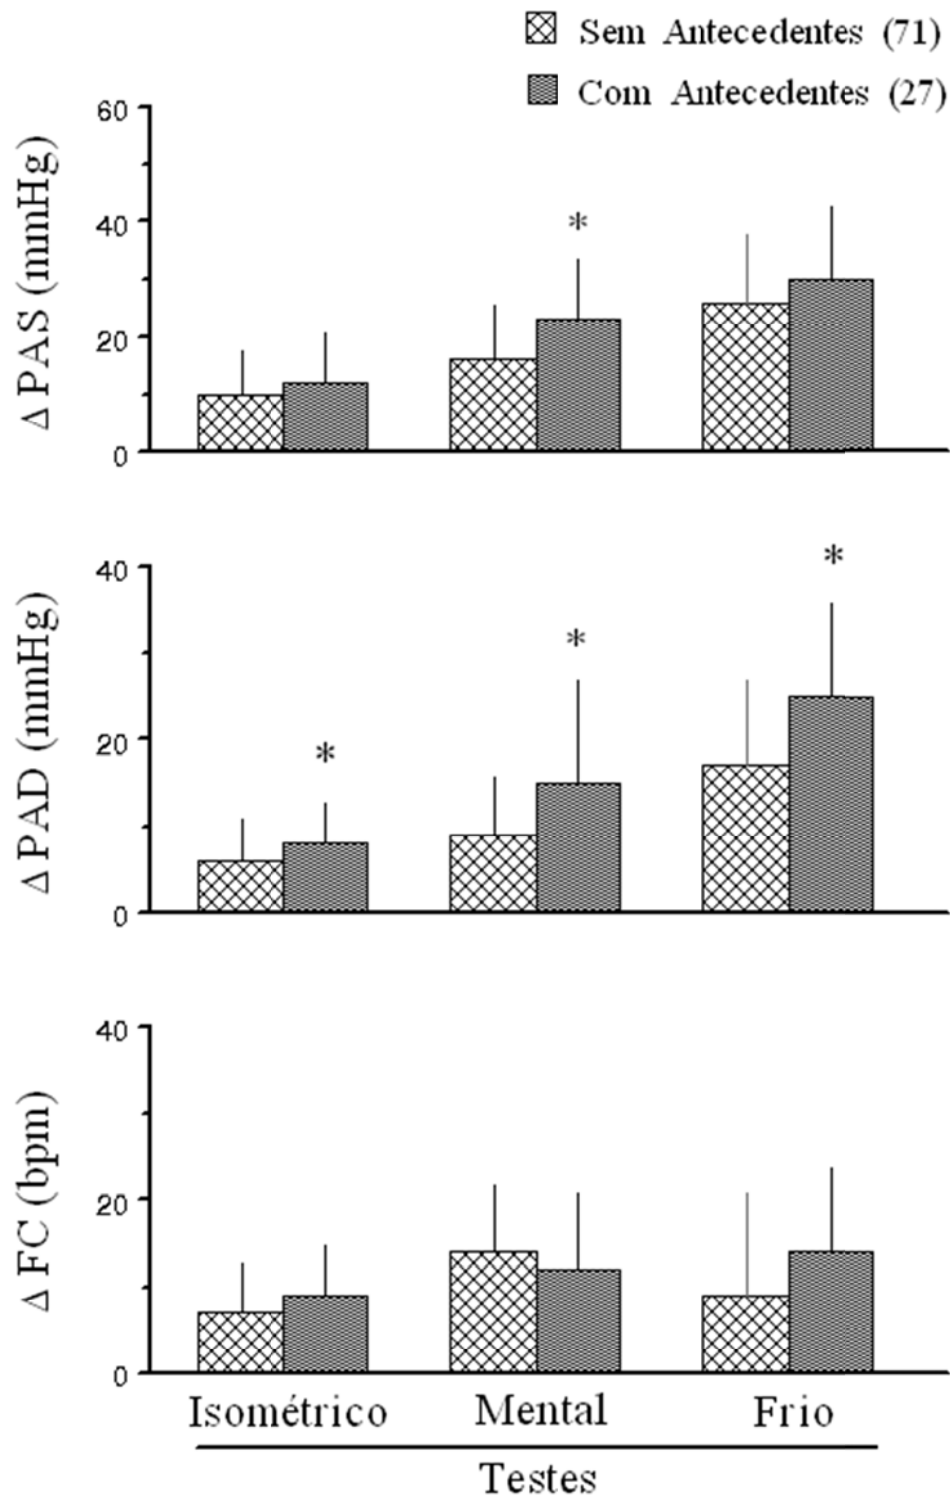 Sem Antecedentes (71)
Com Antecedentes (27)
Δ PAS (mmHg)
60
40
20
0
*
Δ PAD (mmHg)
40
20
0
*
*
*
Δ FC (bpm)
40
20
0
Isométrico Mental Frio
Testes